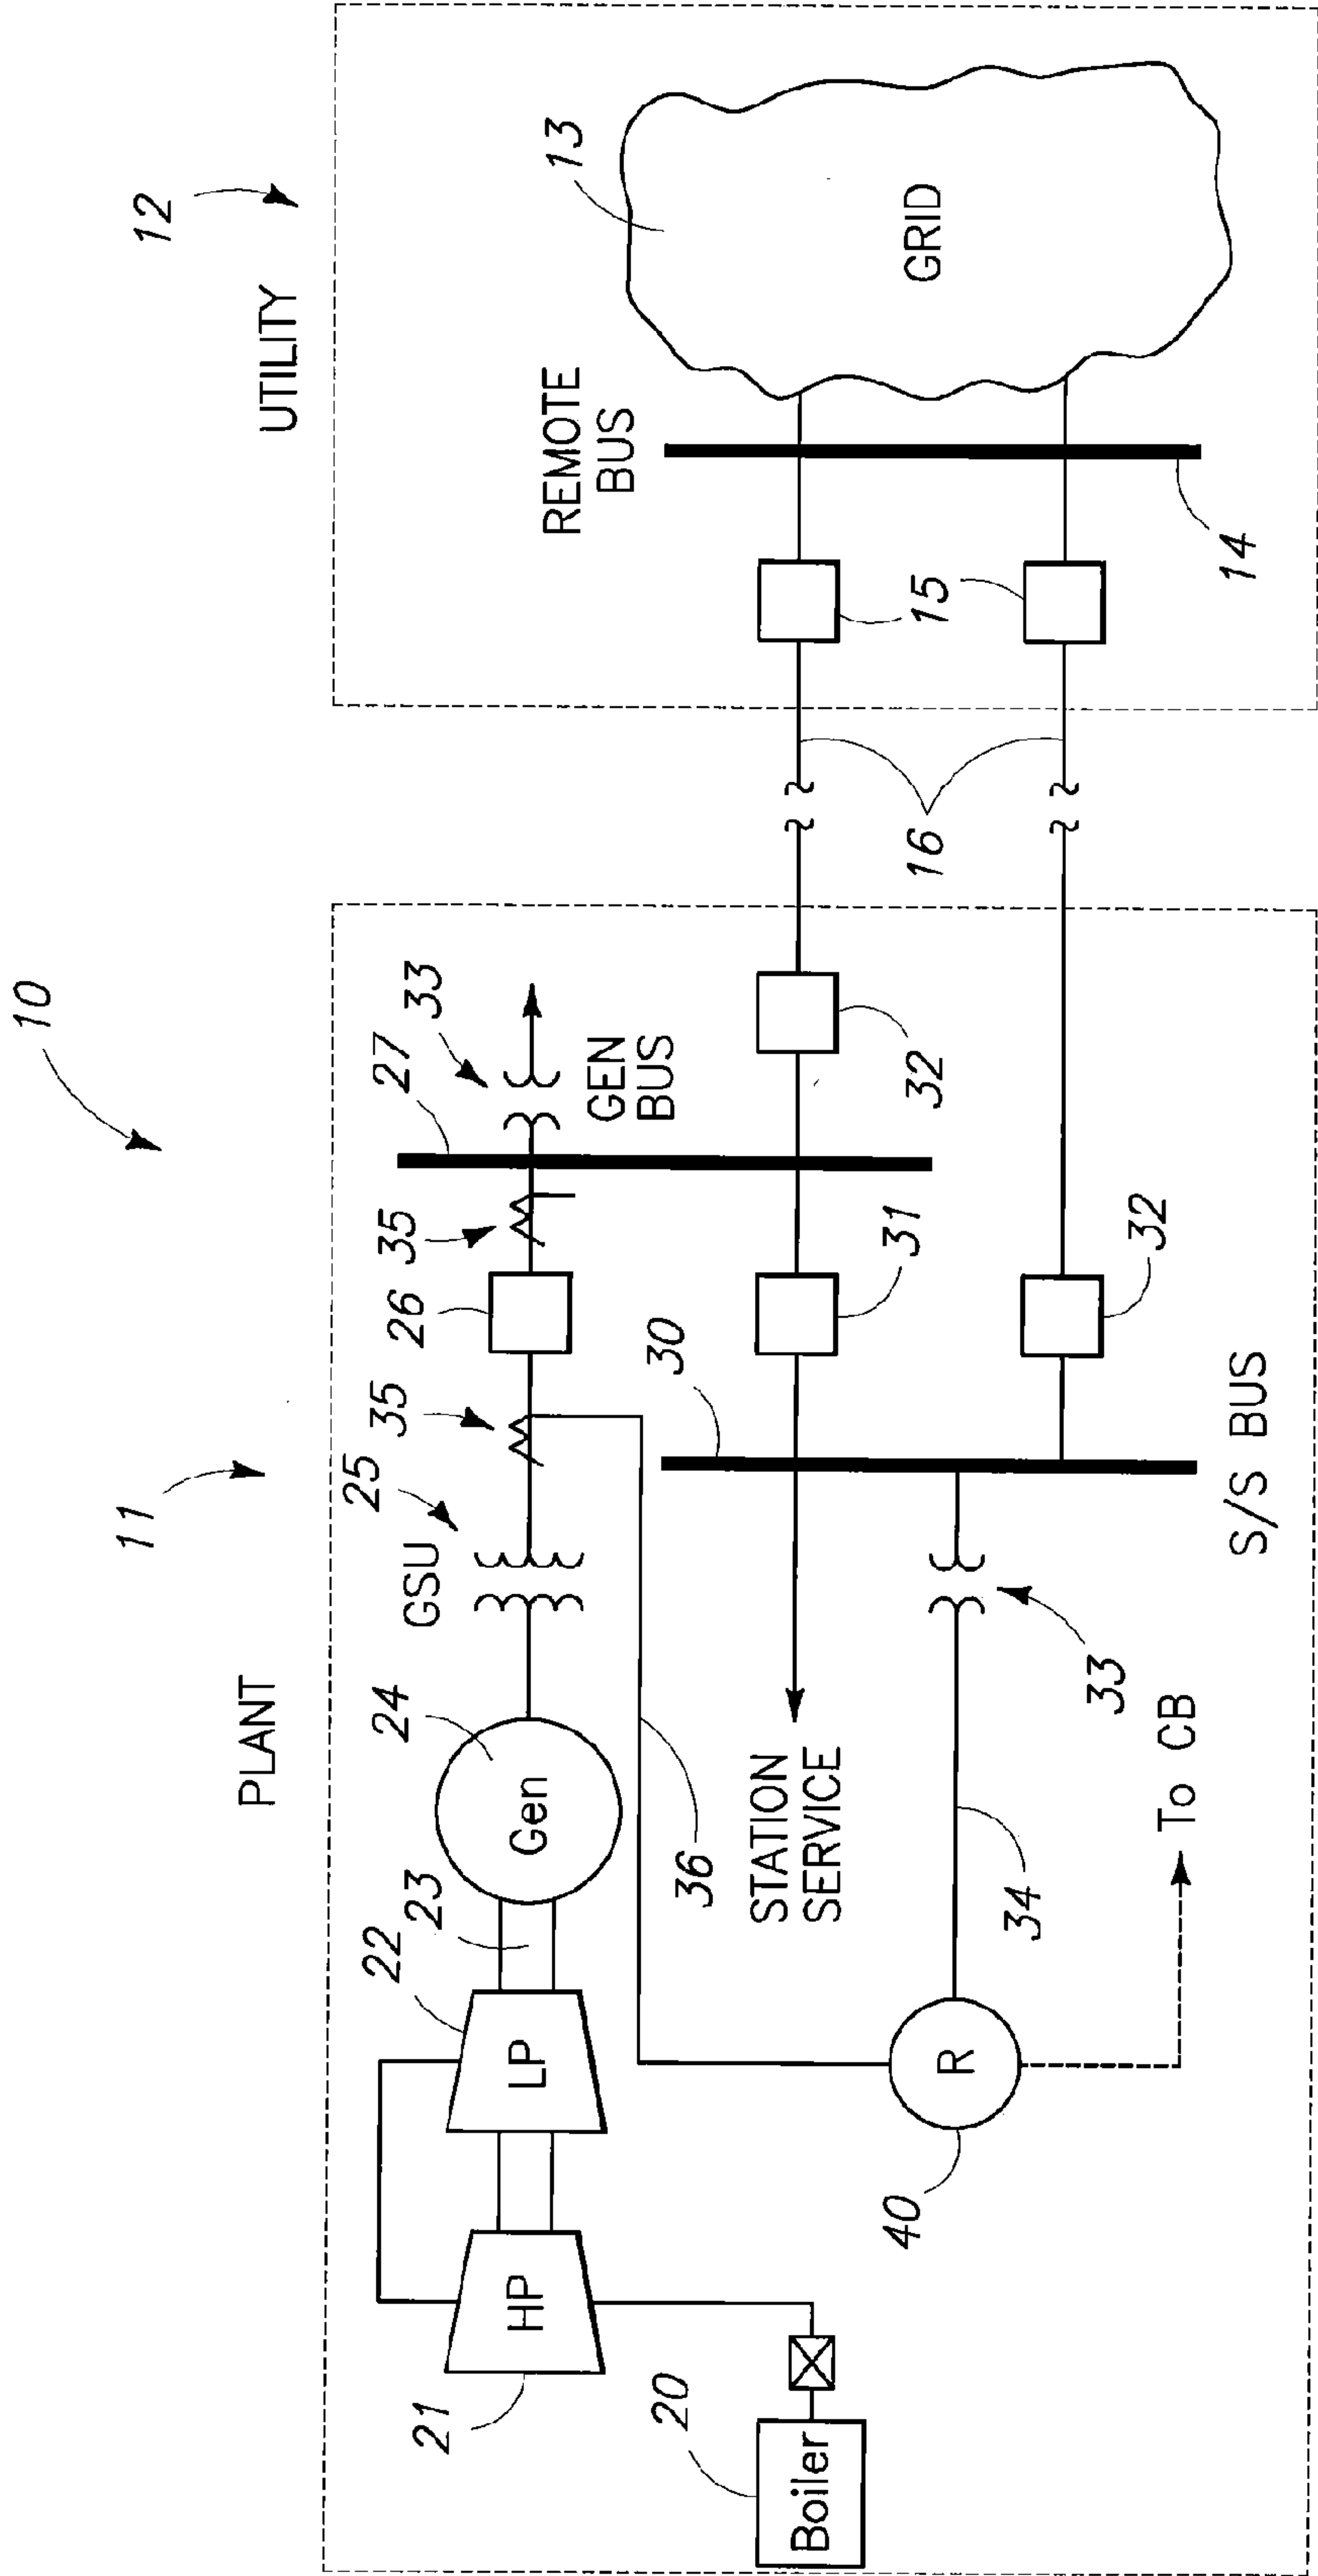 10
11
12
PLANT
UTILITY
GSU
25
35
26
35
27
33
GEN
BUS
REMOTE
BUS
13
GRID
21
HP
22
LP
23
24
Gen
36
30
31
32
16
15
14
STATION
SERVICE
S/S BUS
32
33
34
R
40
To CB
20
Boiler